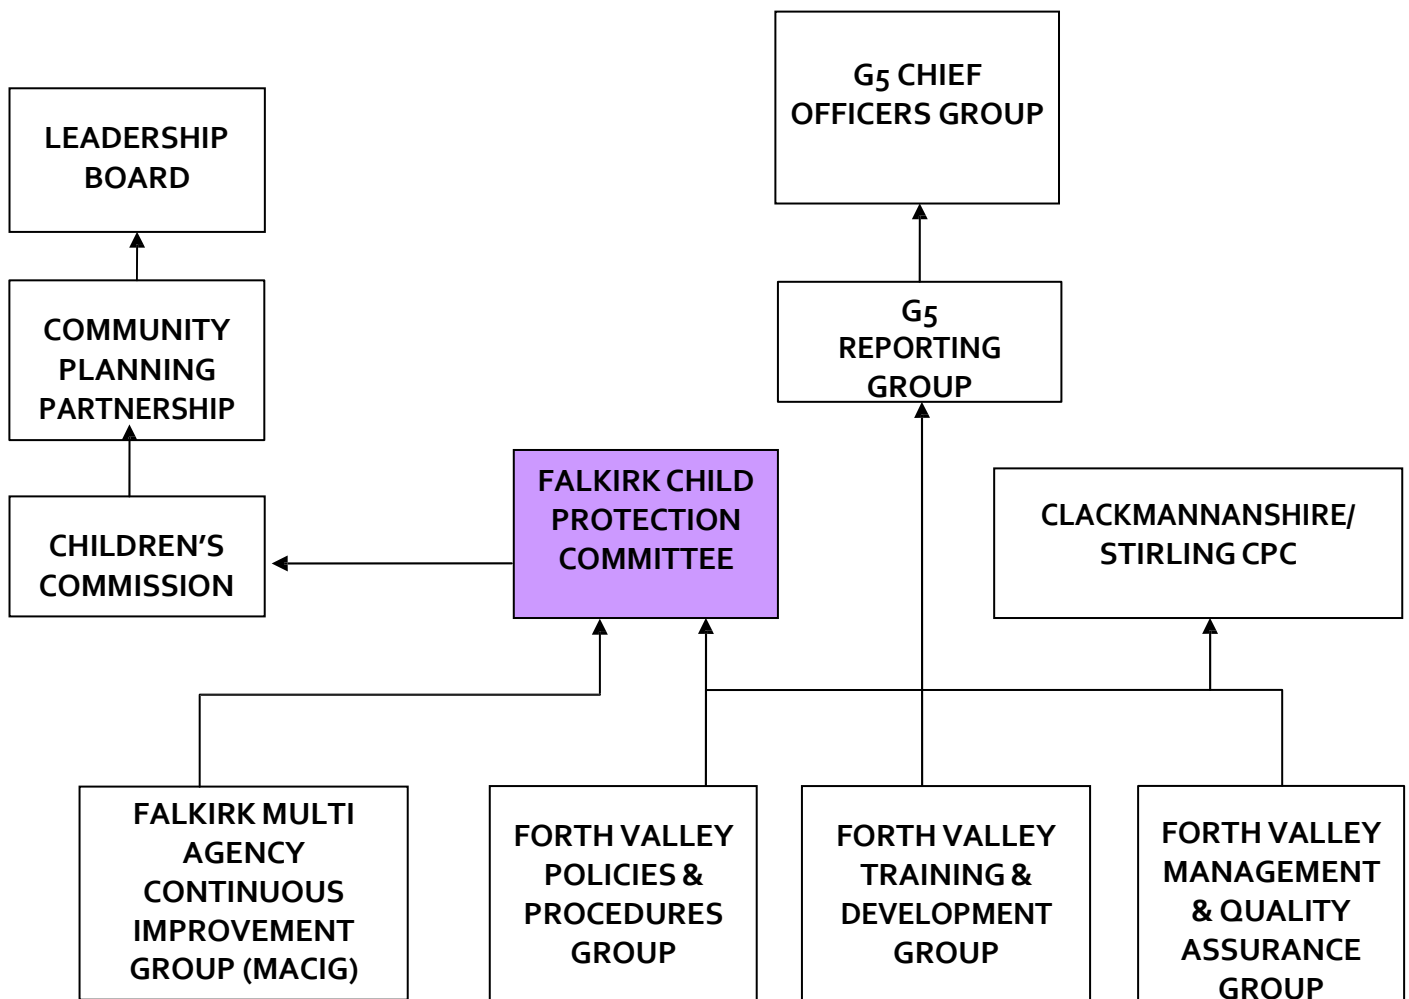 G5 CHIEF
OFFICERS GROUP
LEADERSHIP
BOARD
G5
REPORTING
GROUP
COMMUNITY
PLANNING
PARTNERSHIP
FALKIRK CHILD
PROTECTION
COMMITTEE
CLACKMANNANSHIRE/
STIRLING CPC
CHILDREN’S
COMMISSION
FALKIRK MULTI
AGENCY
CONTINUOUS
IMPROVEMENT
GROUP (MACIG)
FORTH VALLEY
POLICIES &
PROCEDURES
GROUP
FORTH VALLEY
TRAINING &
DEVELOPMENT
GROUP
FORTH VALLEY
MANAGEMENT
& QUALITY
ASSURANCE
GROUP